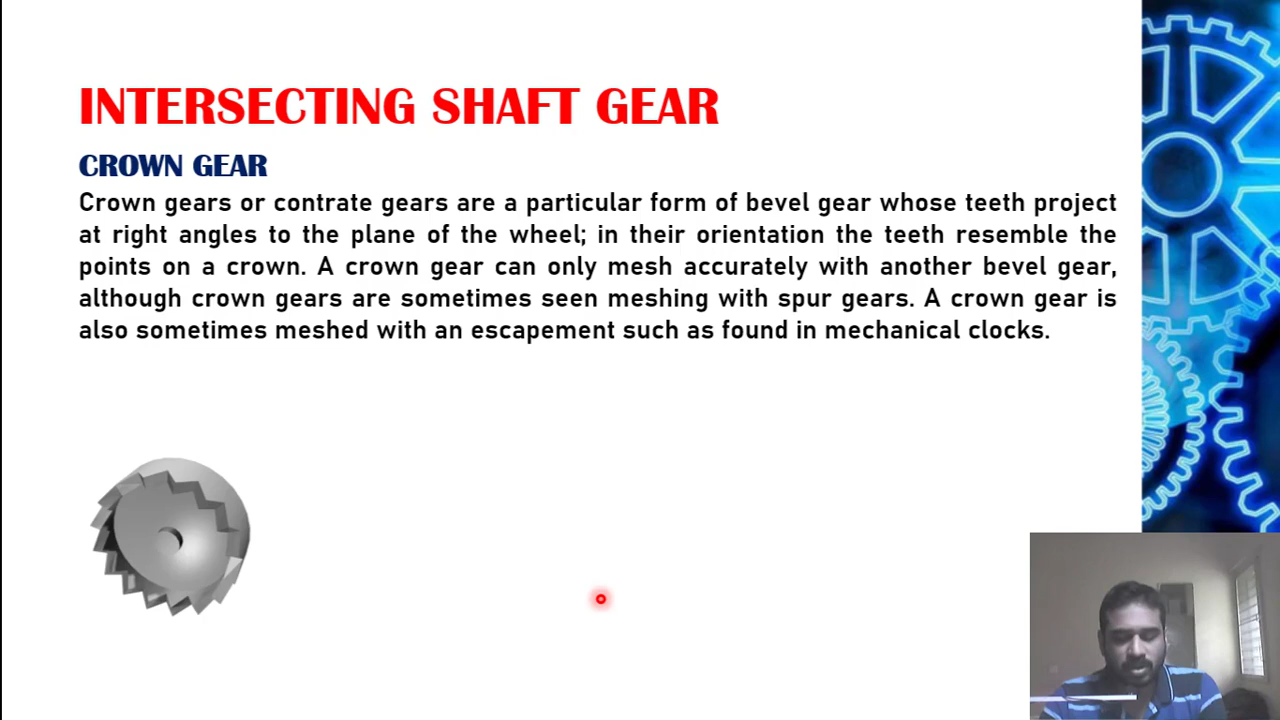 INTERSECTING SHAFT GEAR
CROWN GEAR
Crown gears or contrate gears are a particular form of bevel gear whose teeth project
at right angles to the plane of the wheel; in their orientation the teeth resemble the
points on a crown. A crown gear can only mesh accurately with another bevel gear,
although crown gears are sometimes seen meshing with spur gears. A crown gear is
also sometimes meshed with an escapement such as found in mechanical clocks.